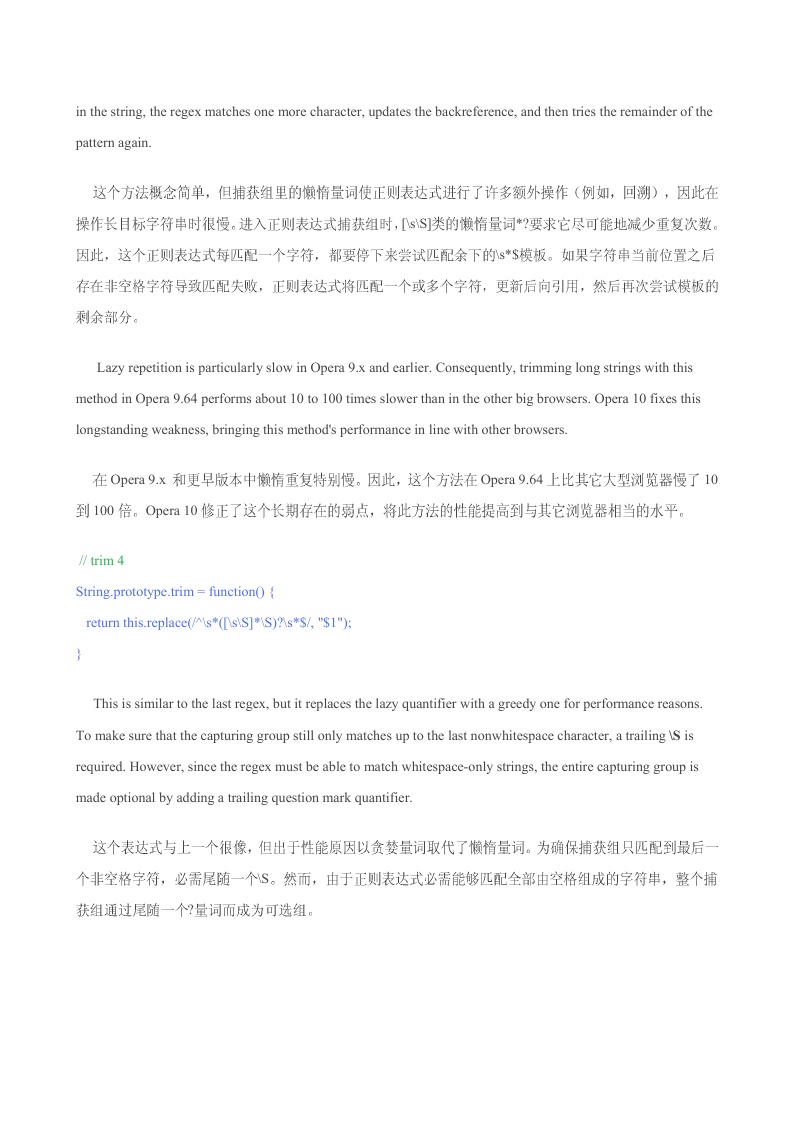 in the string, the regex matches one more character, updates the backreference, and then tries the remainder of the
pattern again.
这个方法概念简单，但捕获组里的懒惰量词使正则表达式进行了许多额外操作（例如，回溯），因此在
操作长目标字符串时很慢。进入正则表达式捕获组时，[\s\S]类的懒惰量词*?要求它尽可能地减少重复次数。
因此，这个正则表达式每匹配一个字符，都要停下来尝试匹配余下的\s*$模板。如果字符串当前位置之后
存在非空格字符导致匹配失败，正则表达式将匹配一个或多个字符，更新后向引用，然后再次尝试模板的
剩余部分。
Lazy repetition is particularly slow in Opera 9.x and earlier. Consequently, trimming long strings with this
method in Opera 9.64 performs about 10 to 100 times slower than in the other big browsers. Opera 10 fixes this
longstanding weakness, bringing this method's performance in line with other browsers.
在 Opera 9.x 和更早版本中懒惰重复特别慢。因此，这个方法在 Opera 9.64 上比其它大型浏览器慢了 10
到 100 倍。Opera 10 修正了这个长期存在的弱点，将此方法的性能提高到与其它浏览器相当的水平。
// trim 4
String.prototype.trim = function() {
return this.replace(/^\s*([\s\S]*\S)?\s*$/, "$1");
}
This is similar to the last regex, but it replaces the lazy quantifier with a greedy one for performance reasons.
To make sure that the capturing group still only matches up to the last nonwhitespace character, a trailing \S is
required. However, since the regex must be able to match whitespace-only strings, the entire capturing group is
made optional by adding a trailing question mark quantifier.
这个表达式与上一个很像，但出于性能原因以贪婪量词取代了懒惰量词。为确保捕获组只匹配到最后一
个非空格字符，必需尾随一个\S。然而，由于正则表达式必需能够匹配全部由空格组成的字符串，整个捕
获组通过尾随一个?量词而成为可选组。